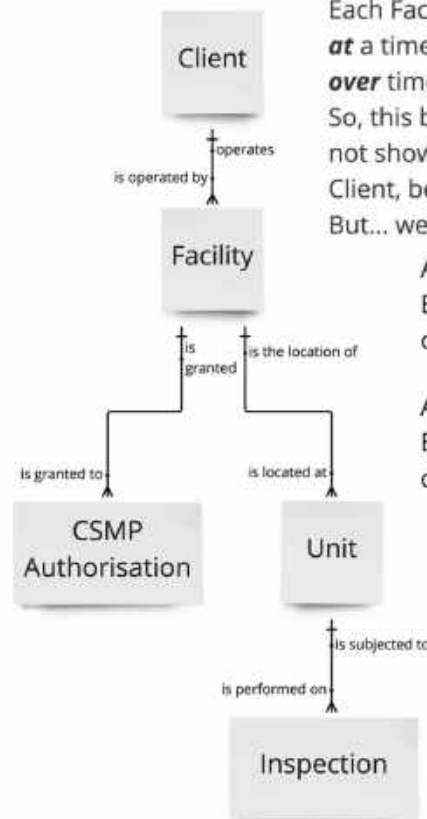 Each Fac
at a time
over time
So, this b
not show
Client, be
But... we
Client
operates
is operated by
Facility
is
granted
is the location of
is granted to
is located at
CSMP
Authorisation
Unit
is subjected to
is performed on
Inspection